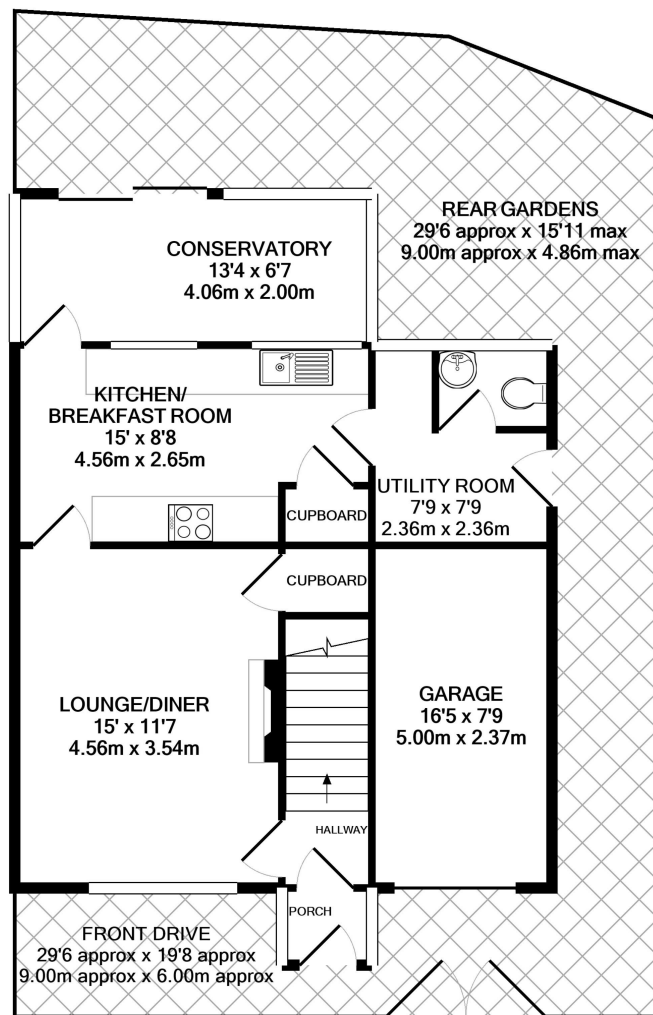 REAR GARDENS
29'6 approx x 15'11 max
9.00m approx x 4.86m max
CONSERVATORY
13'4 x 6'7
4.06m x 2.00m
KITCHEN/
BREAKFAST ROOM
15' x 8'8
4.56m x 2.65m
UTILITY ROOM
7'9 x 7'9
2.36m x 2.36m
CUPBOARD
CUPBOARD
LOUNGE/DINER
15' x 11'7
4.56m x 3.54m
GARAGE
16'5 x 7'9
5.00m x 2.37m
HALLWAY
PORCH
FRONT DRIVE
29'6 approx x 19'8 approx
9.00m approx x 6.00m approx